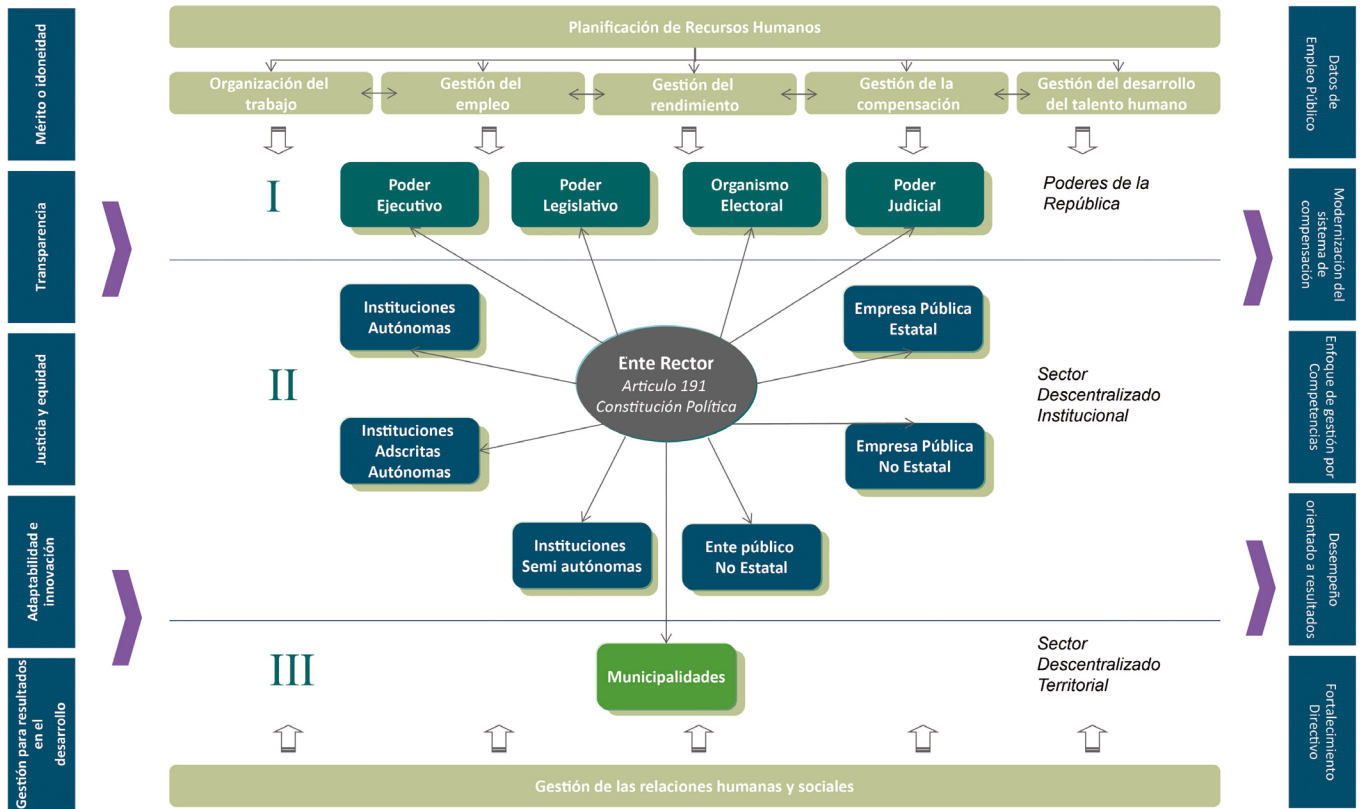 Planificación de Recursos Humanos
Organización del
trabajo
Gestión del
empleo
Gestión del
rendimiento
Gestión de la
compensación
Gestión del desarrollo
del talento humano
Mérito o idoneidad
Transparencia
Justicia y equidad
Adaptabilidad e
innovación
Gestión para resultados
en el
desarrollo
I
Poder
Ejecutivo
Poder
Legislativo
Organismo
Electoral
Poder
Judicial
Poderes de la
República
II
Instituciones
Autónomas
Empresa Pública
Estatal
Ente Rector
Articulo 191
Constitución Política
Sector
Descentralizado
Institucional
Instituciones
Adscritas
Autónomas
Empresa Pública
No Estatal
Instituciones
Semi autónomas
Ente público
No Estatal
III
Municipalidades
Sector
Descentralizado
Territorial
Gestión de las relaciones humanas y sociales
Datos de
Empleo Público
Modernización del
sistema de
compensación
Enfoque de gestión por
Competencias
Desempeño
orientado a resultados
Fortalecimiento
Directivo